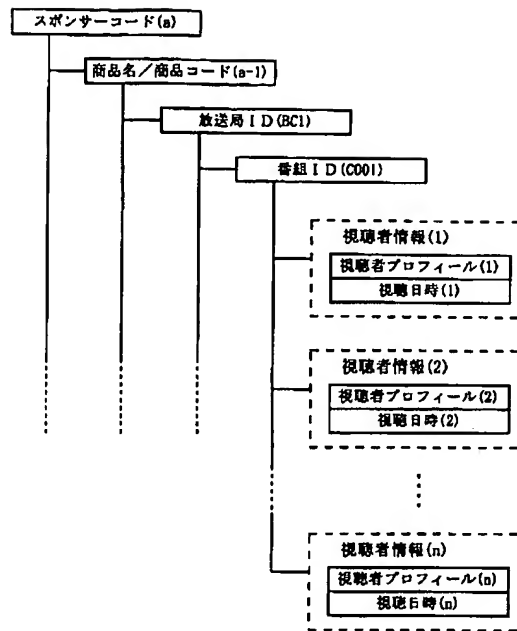 スポンサーコード(a)
商品名／商品コード(a-1)
放送局ＩＤ(BC1)
番組ＩＤ(C001)
視聴者情報(1)
視聴者プロフィール(1)
視聴日時(1)
視聴者情報(2)
視聴者プロフィール(2)
視聴日時(2)
視聴者情報(n)
視聴者プロフィール(n)
視聴日時(n)